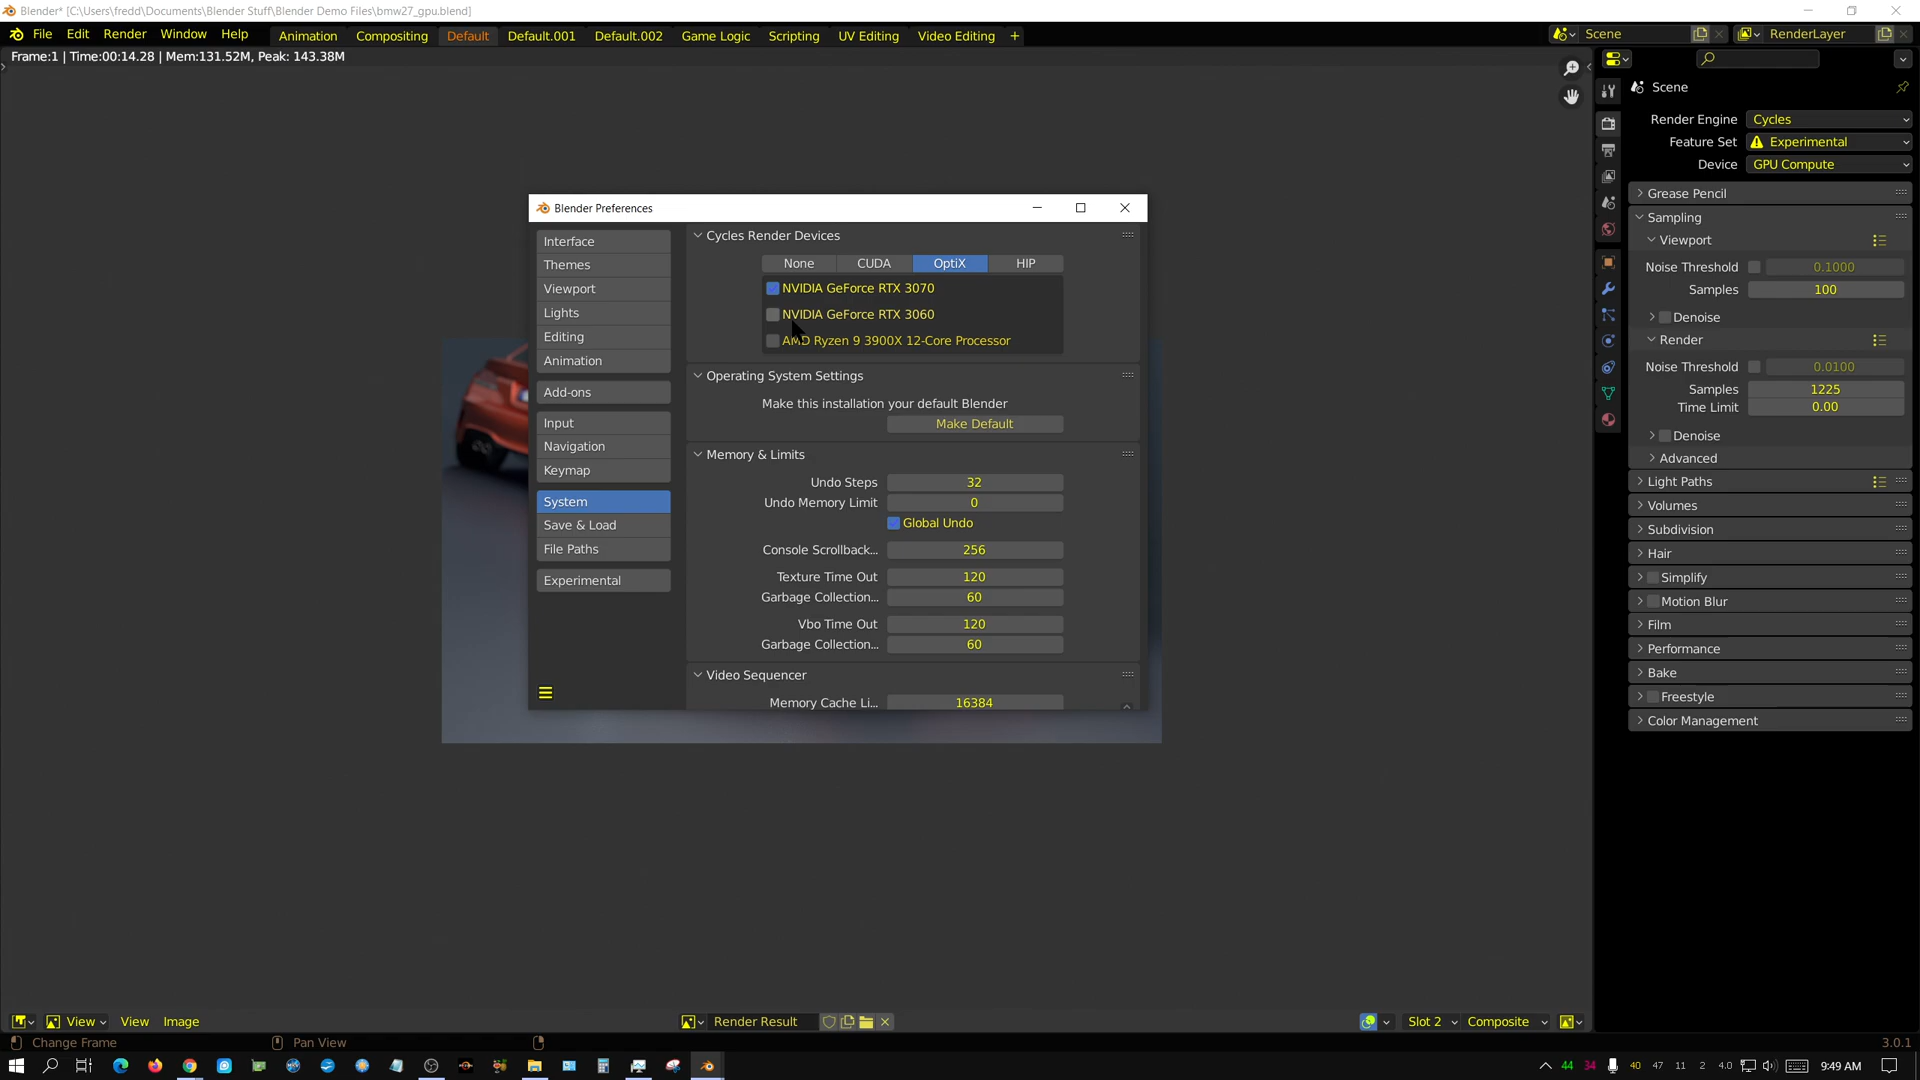 Blender* [C:\Users\fredd\Documents\Blender Stuff\Blender Demo Files\bmw27_gpu.blend]
File Edit Render Window Help Animation Compositing Default Default.001 Default.002 Game Logic Scripting UV Editing Video Editing + Scene RenderLayer
Frame:1 | Time:00:14.28 | Mem:131.52M, Peak: 143.38M
Scene
Render Engine Cycles
Feature Set Experimental
Device GPU Compute
Grease Pencil
Sampling
Viewport
Noise Threshold 0.1000
Samples 100
Denoise
Render
Noise Threshold 0.0100
Samples 1225
Time Limit 0.00
Denoise
Advanced
Light Paths
Volumes
Subdivision
Hair
Simplify
Motion Blur
Film
Performance
Bake
Freestyle
Color Management
Blender Preferences
Interface
Themes
Viewport
Lights
Editing
Animation
Add-ons
Input
Navigation
Keymap
System
Save & Load
File Paths
Experimental
Cycles Render Devices
None CUDA OptiX HIP
NVIDIA GeForce RTX 3070
NVIDIA GeForce RTX 3060
AMD Ryzen 9 3900X 12-Core Processor
Operating System Settings
Make this installation your default Blender
Make Default
Memory & Limits
Undo Steps 32
Undo Memory Limit 0
Global Undo
Console Scrollback... 256
Texture Time Out 120
Garbage Collection... 60
Vbo Time Out 120
Garbage Collection... 60
Video Sequencer
Memory Cache Li... 16384
View View Image Render Result Slot 2 Composite
Change Frame Pan View 3.0.1
44 34 40 47 11 2 4.0 9:49 AM